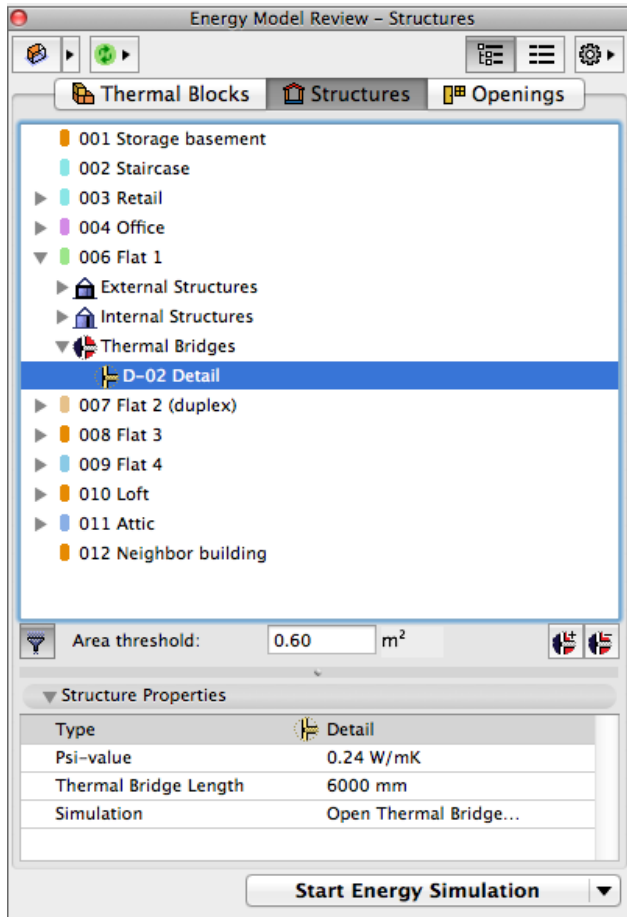 Energy Model Review – Structures
Thermal Blocks Structures Openings
001 Storage basement
002 Staircase
003 Retail
004 Office
006 Flat 1
External Structures
Internal Structures
Thermal Bridges
D-02 Detail
007 Flat 2 (duplex)
008 Flat 3
009 Flat 4
010 Loft
011 Attic
012 Neighbor building
Area threshold: 0.60 m²
Structure Properties
Type Detail
Psi-value 0.24 W/mK
Thermal Bridge Length 6000 mm
Simulation Open Thermal Bridge...
Start Energy Simulation